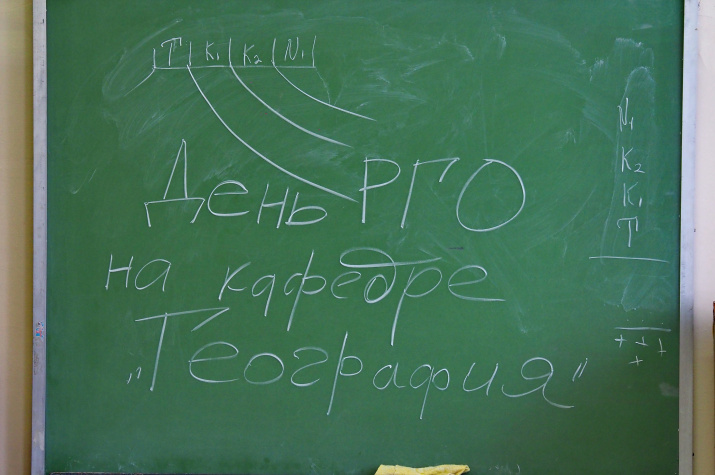 T K₁ K₂ N₁
День РГО
на кафедре
„География"
N₁
K₂
K₁
T
+ + +
+